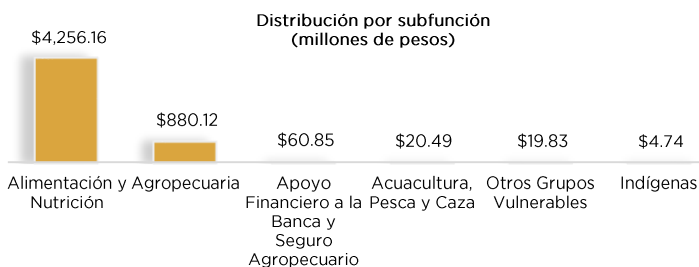 Distribución por subfunción
(millones de pesos)
$4,256.16
$880.12
$60.85
$20.49
$19.83
$4.74
Alimentación y
Nutrición
Agropecuaria
Apoyo
Financiero a la
Banca y
Seguro
Agropecuario
Acuacultura,
Pesca y Caza
Otros Grupos
Vulnerables
Indígenas